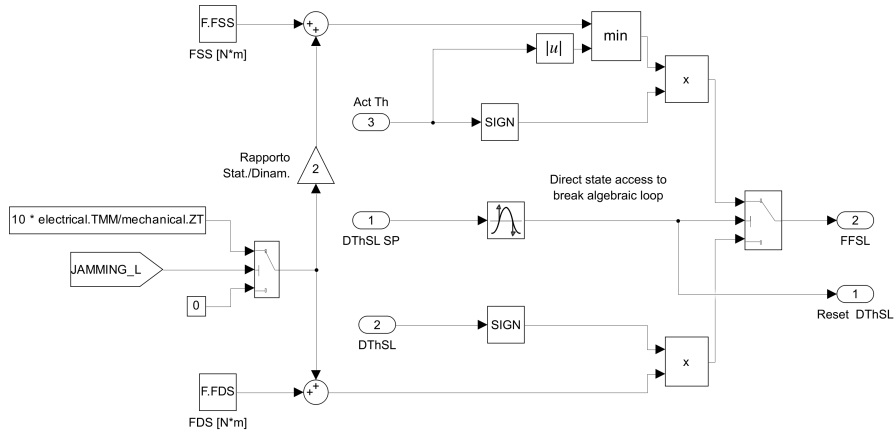 F.FSS
FSS [N*m]
+
+
|u|
min
x
Act Th
3
SIGN
Rapporto
Stat./Dinam.
2
Direct state access to
break algebraic loop
10 * electrical.TMM/mechanical.ZT
1
DThSL SP
2
FFSL
JAMMING_L
0
1
Reset DThSL
2
DThSL
SIGN
x
F.FDS
FDS [N*m]
+
+